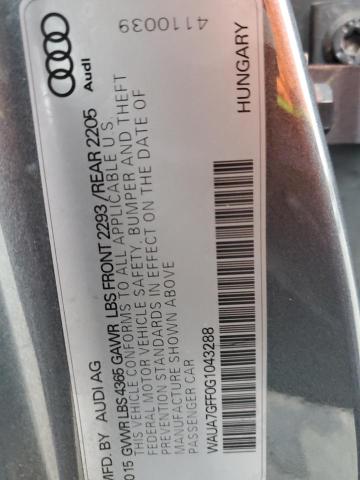 Audi
4110039
MFD. BY AUDI AG
015 GVWR LBS 4365 GAWR LBS FRONT 2293 /REAR 2205
THIS VEHICLE CONFORMS TO ALL APPLICABLE U.S.
FEDERAL MOTOR VEHICLE SAFETY, BUMPER AND THEFT
PREVENTION STANDARDS IN EFFECT ON THE DATE OF
MANUFACTURE SHOWN ABOVE
PASSENGER CAR
WAUA7GFF0G1043288
HUNGARY